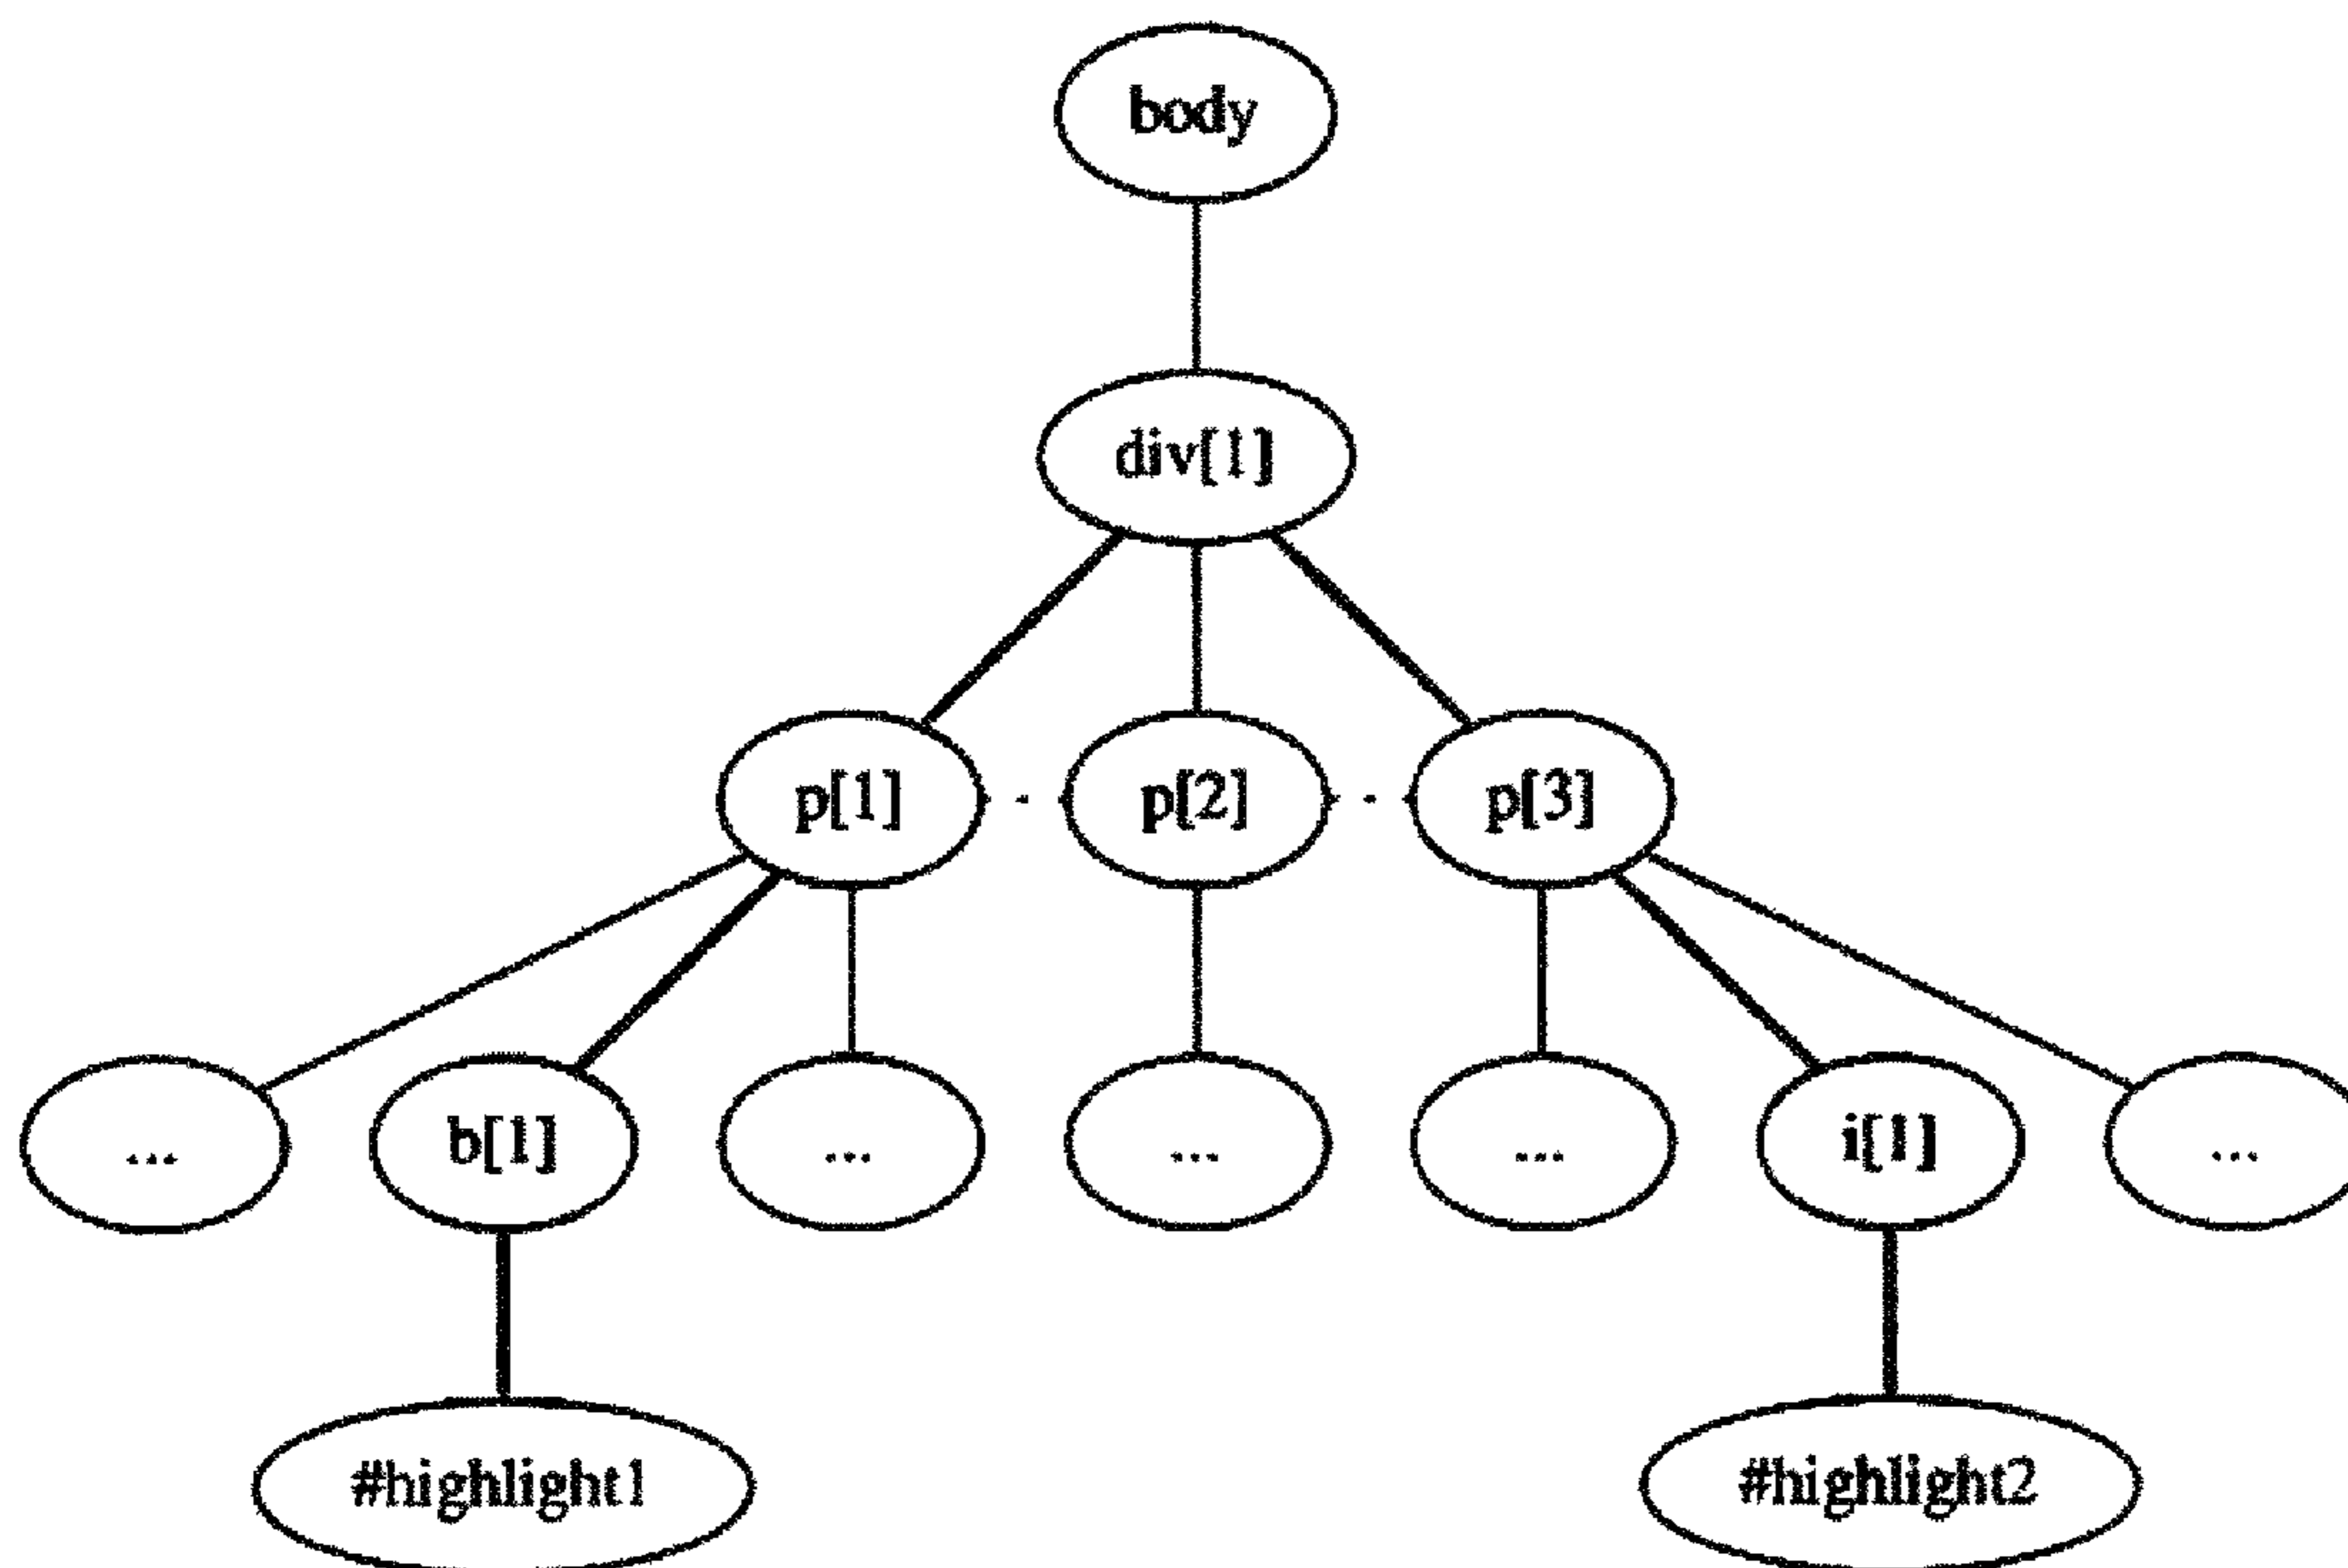 body
div[1]
p[1] p[2] p[3]
... b[1] ... ... ... i[1] ...
#highlight1 #highlight2